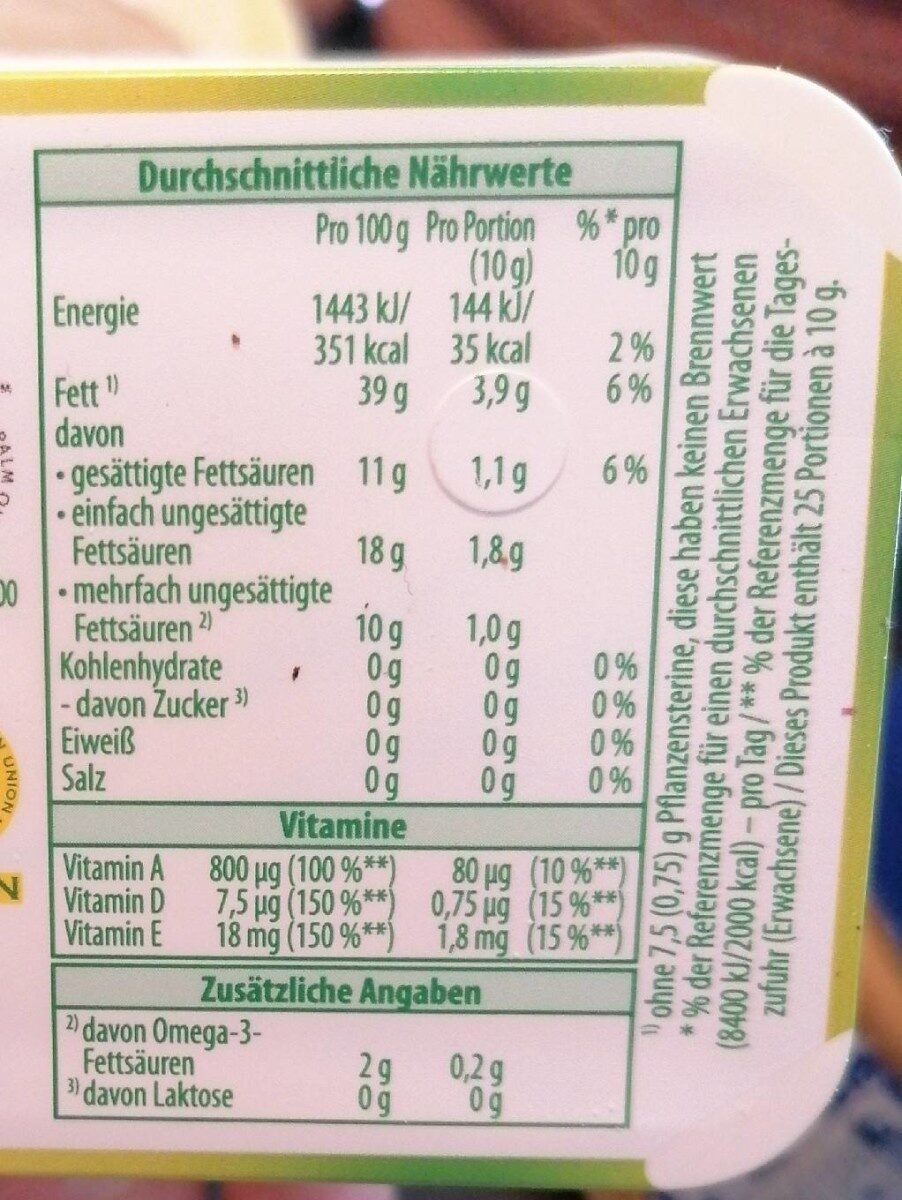 Durchschnittliche Nährwerte
Pro 100 g Pro Portion (10 g) %* pro 10 g
Energie 1443 kJ/ 144 kJ/
351 kcal 35 kcal 2 %
Fett ¹⁾ 39 g 3,9 g 6 %
davon
• gesättigte Fettsäuren 11 g 1,1 g 6 %
• einfach ungesättigte
Fettsäuren 18 g 1,8 g
• mehrfach ungesättigte
Fettsäuren ²⁾ 10 g 1,0 g
Kohlenhydrate 0 g 0 g 0 %
- davon Zucker ³⁾ 0 g 0 g 0 %
Eiweiß 0 g 0 g 0 %
Salz 0 g 0 g 0 %
Vitamine
Vitamin A 800 µg (100 %**) 80 µg (10 %**)
Vitamin D 7,5 µg (150 %**) 0,75 µg (15 %**)
Vitamin E 18 mg (150 %**) 1,8 mg (15 %**)
Zusätzliche Angaben
²⁾ davon Omega-3-
Fettsäuren 2 g 0,2 g
³⁾ davon Laktose 0 g 0 g
¹⁾ ohne 7,5 (0,75) g Pflanzensterine, diese haben keinen Brennwert
* % der Referenzmenge für einen durchschnittlichen Erwachsenen
(8400 kJ/2000 kcal) – pro Tag / ** % der Referenzmenge für die Tages-
zufuhr (Erwachsene) / Dieses Produkt enthält 25 Portionen à 10 g.
PALM
UNION